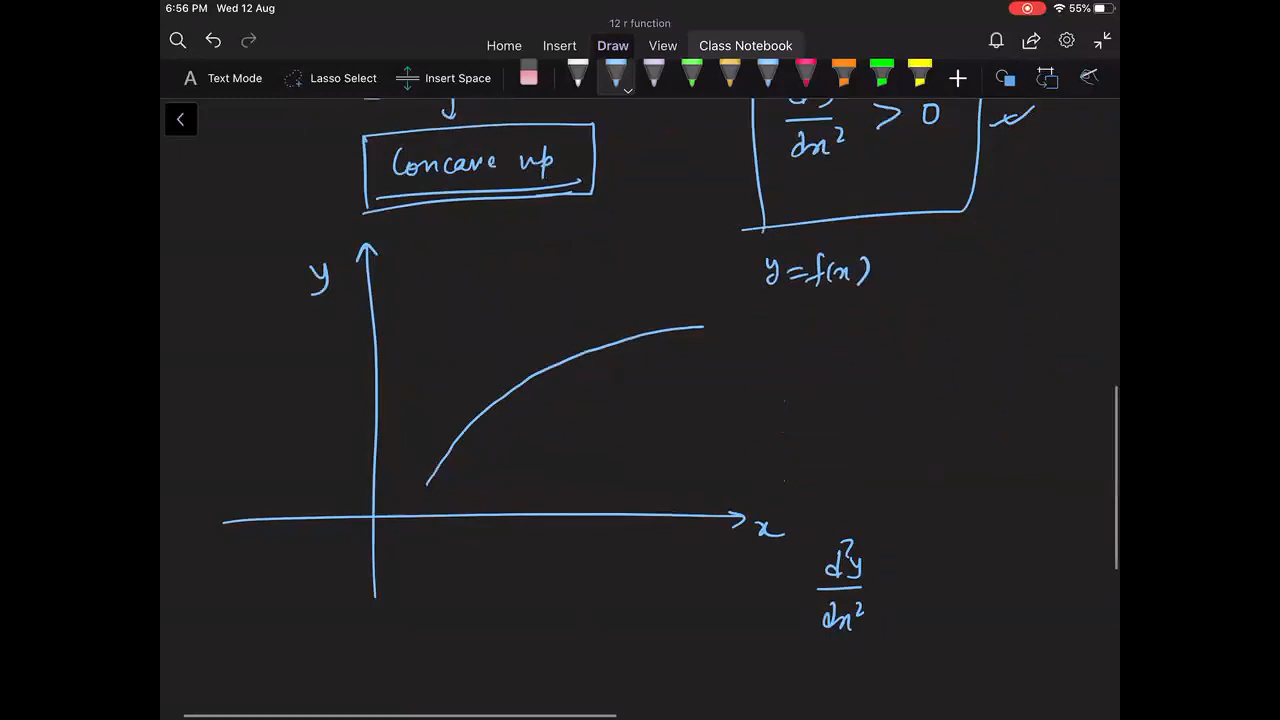 6:56 PM Wed 12 Aug
55%
12 r function
Home Insert Draw View Class Notebook
A Text Mode Lasso Select Insert Space
dx² > 0
Concave up
y
y = f(x)
x
d²y
dx²